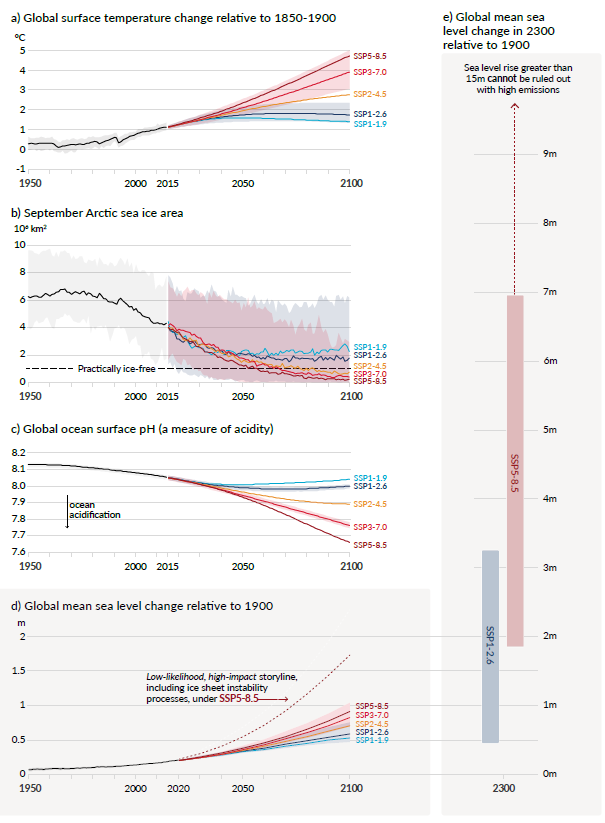 a) Global surface temperature change relative to 1850-1900
°C
5
4
3
2
1
0
-1
1950
2000
2015
2050
2100
SSP5-8.5
SSP3-7.0
SSP2-4.5
SSP1-2.6
SSP1-1.9
b) September Arctic sea ice area
10⁶ km²
10
8
6
4
2
0
Practically ice-free
1950
2000
2015
2050
2100
SSP1-1.9
SSP1-2.6
SSP2-4.5
SSP3-7.0
SSP5-8.5
c) Global ocean surface pH (a measure of acidity)
8.2
8.1
8.0
7.9
7.8
7.7
7.6
ocean
acidification
1950
2000
2015
2050
2100
SSP1-1.9
SSP1-2.6
SSP2-4.5
SSP3-7.0
SSP5-8.5
d) Global mean sea level change relative to 1900
m
2
1.5
1
0.5
0
Low-likelihood, high-impact storyline,
including ice sheet instability
processes, under SSP5-8.5
1950
2000
2020
2050
2100
SSP5-8.5
SSP3-7.0
SSP2-4.5
SSP1-2.6
SSP1-1.9
e) Global mean sea
level change in 2300
relative to 1900
Sea level rise greater than
15m cannot be ruled out
with high emissions
9m
8m
7m
6m
5m
4m
3m
2m
1m
0m
SSP5-8.5
SSP1-2.6
2300